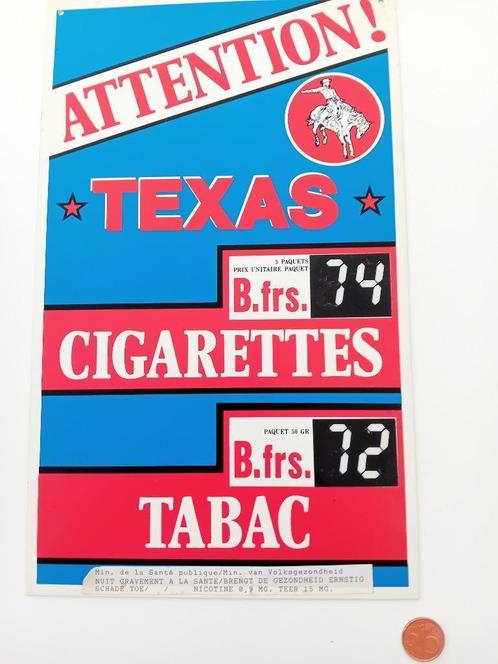 ATTENTION!
TEXAS
5 PAQUETS
PRIX UNITAIRE PAQUET
B.frs. 74
CIGARETTES
PAQUET 50 GR
B.frs. 72
TABAC
Min. de la Santé publique/Min. van Volksgezondheid
NUIT GRAVEMENT A LA SANTE/BRENGT DE GEZONDHEID ERNSTIG
SCHADE TOE/ / NICOTINE 0,9 MG. TEER 15 MG.